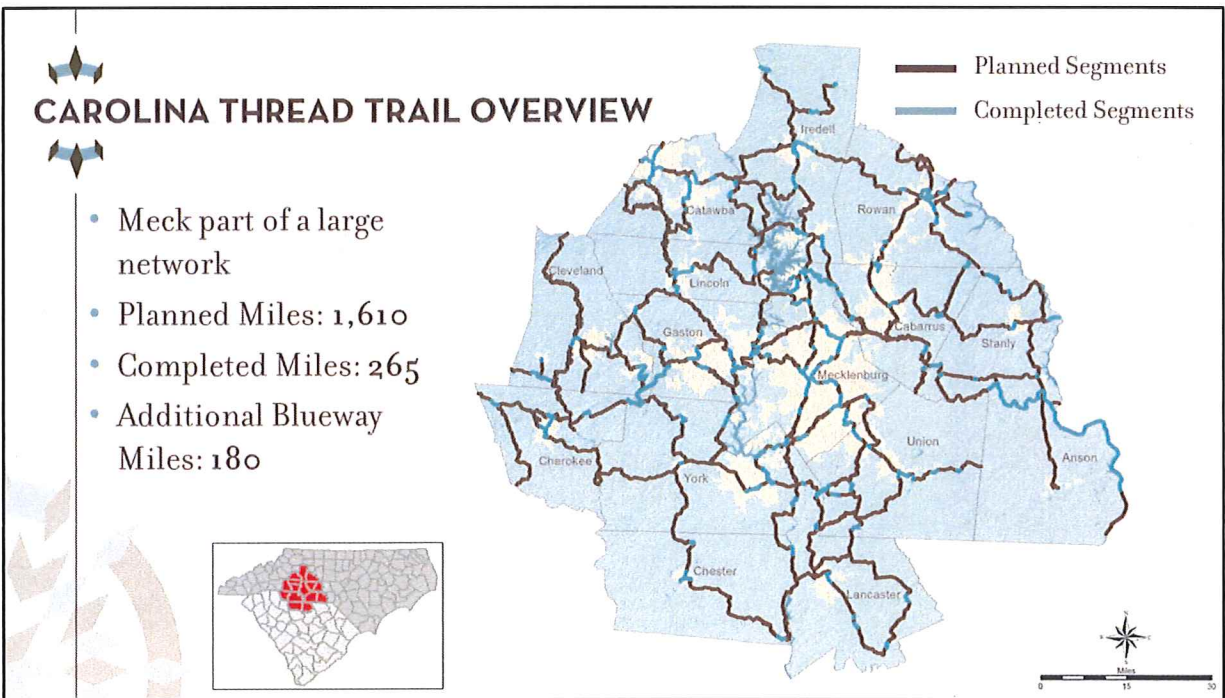 CAROLINA THREAD TRAIL OVERVIEW
• Meck part of a large
network
• Planned Miles: 1,610
• Completed Miles: 265
• Additional Blueway
Miles: 180
Planned Segments
Completed Segments
Iredell
Catawba
Rowan
Cleveland
Lincoln
Gaston
Cabarrus
Stanly
Mecklenburg
Union
Anson
Cherokee
York
Chester
Lancaster
N
S
Miles
0 15 30